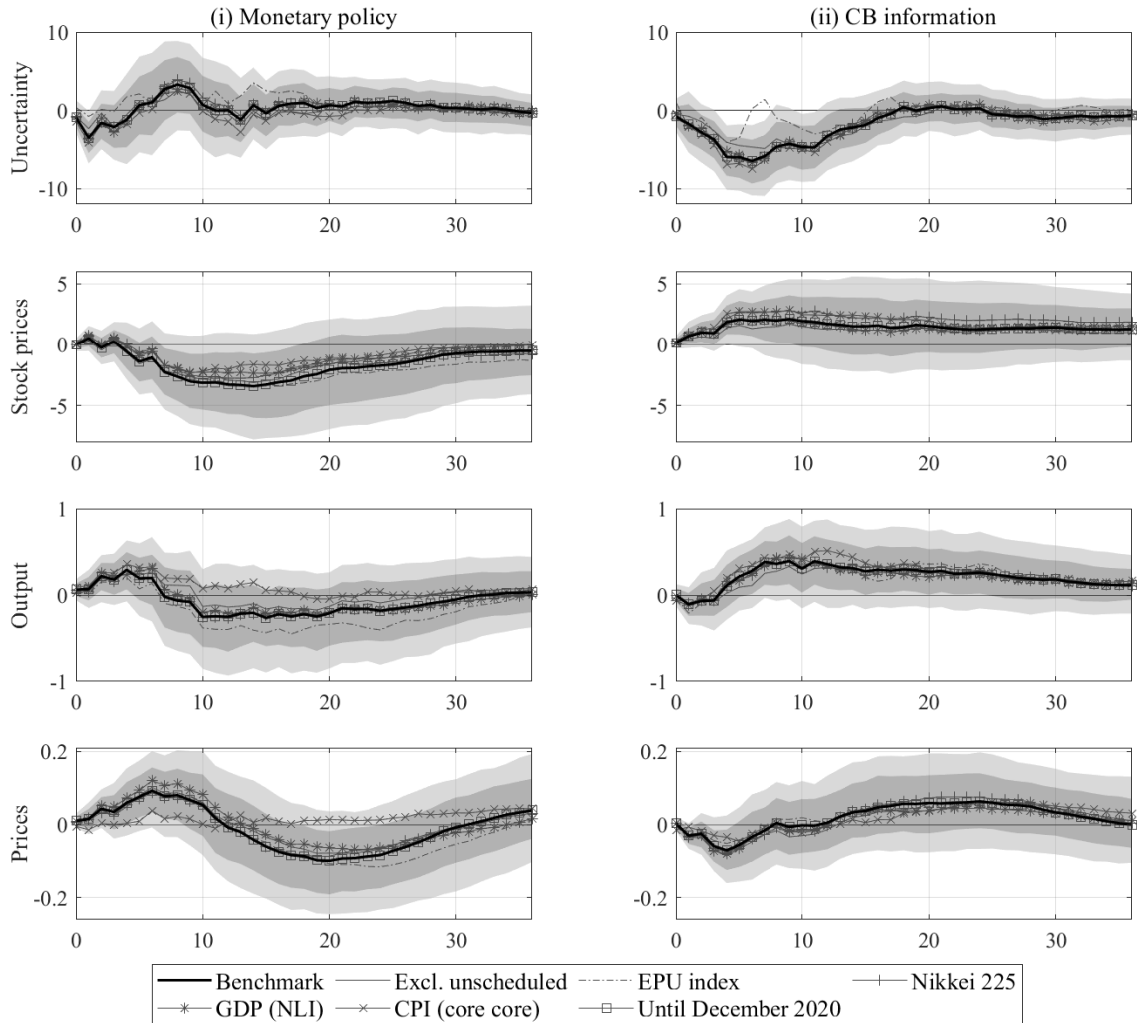 (i) Monetary policy
(ii) CB information
Uncertainty
10
0
-10
0 10 20 30
10
0
-10
0 10 20 30
Stock prices
5
0
-5
0 10 20 30
5
0
-5
0 10 20 30
Output
1
0
-1
0 10 20 30
1
0
-1
0 10 20 30
Prices
0.2
0
-0.2
0 10 20 30
0.2
0
-0.2
0 10 20 30
Benchmark Excl. unscheduled EPU index Nikkei 225
GDP (NLI) CPI (core core) Until December 2020